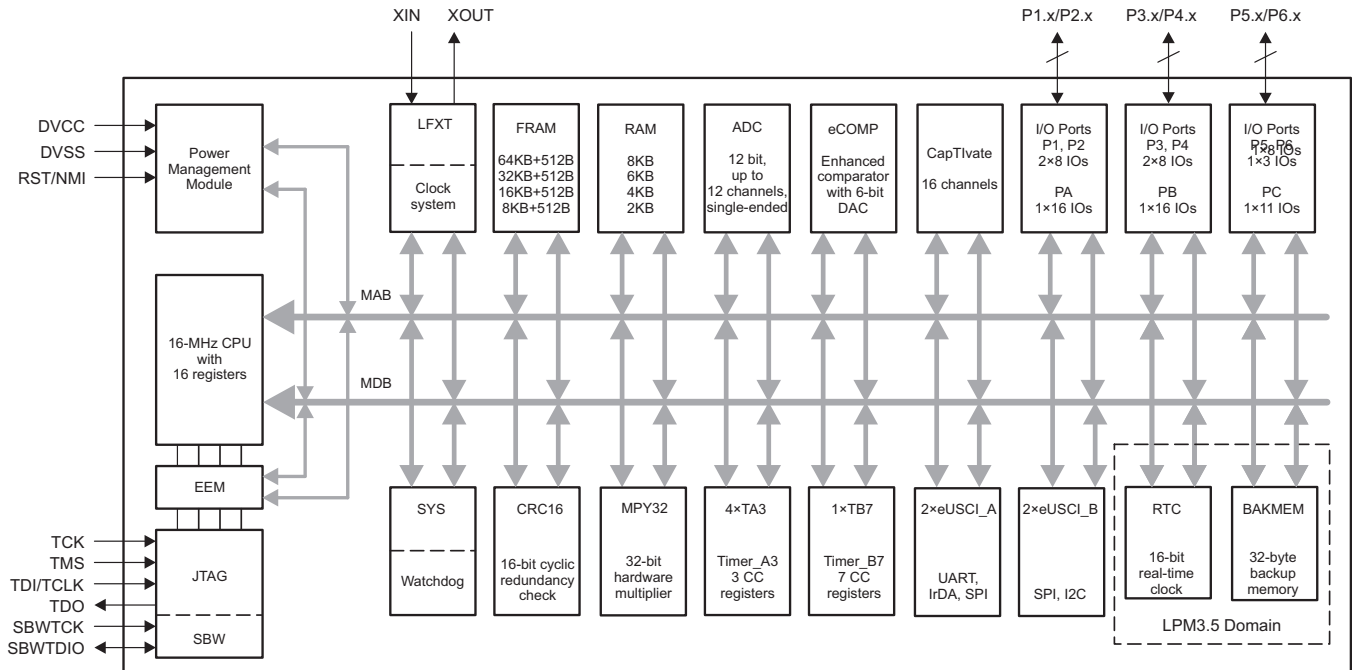 XIN
XOUT
P1.x/P2.x
P3.x/P4.x
P5.x/P6.x
DVCC
DVSS
RST/NMI
Power
Management
Module
LFXT
Clock
system
FRAM
64KB+512B
32KB+512B
16KB+512B
8KB+512B
RAM
8KB
6KB
4KB
2KB
ADC
12 bit,
up to
12 channels,
single-ended
eCOMP
Enhanced
comparator
with 6-bit
DAC
CapTIvate
16 channels
I/O Ports
P1, P2
2×8 IOs
PA
1×16 IOs
I/O Ports
P3, P4
2×8 IOs
PB
1×16 IOs
I/O Ports
P5, P6
1×8 IOs
1×3 IOs
PC
1×11 IOs
MAB
16-MHz CPU
with
16 registers
MDB
EEM
TCK
TMS
TDI/TCLK
TDO
SBWTCK
SBWTDIO
JTAG
SBW
SYS
Watchdog
CRC16
16-bit cyclic
redundancy
check
MPY32
32-bit
hardware
multiplier
4×TA3
Timer_A3
3 CC
registers
1×TB7
Timer_B7
7 CC
registers
2×eUSCI_A
UART,
IrDA, SPI
2×eUSCI_B
SPI, I2C
RTC
16-bit
real-time
clock
BAKMEM
32-byte
backup
memory
LPM3.5 Domain